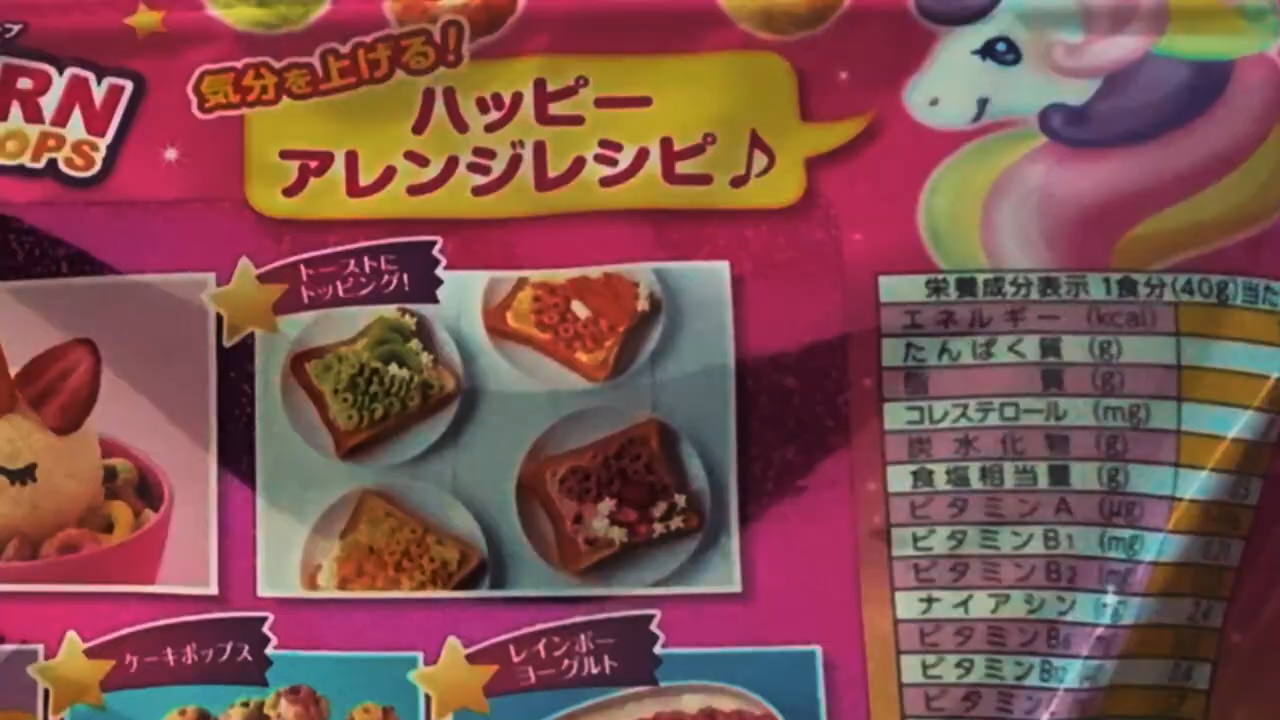 RN
OPS
気分を上げる!
ハッピー
アレンジレシピ♪
トーストに
トッピング!
ケーキポップス
レインボー
ヨーグルト
栄養成分表示 1食分(40g)当た
エネルギー (kcal)
たんぱく質 (g)
脂質 (g)
コレステロール (mg)
炭水化物 (g)
食塩相当量 (g)
ビタミンA (μg)
ビタミンB1 (mg)
ビタミンB2
ナイアシン
ビタミンB6
ビタミンB12
ビタミン